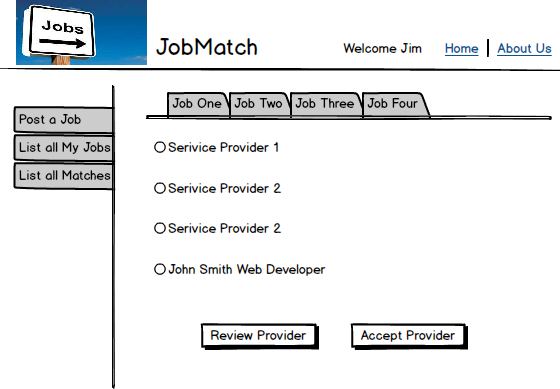 Jobs
JobMatch
Welcome Jim
Home
About Us
Job One
Job Two
Job Three
Job Four
Post a Job
List all My Jobs
List all Matches
Serivice Provider 1
Serivice Provider 2
Serivice Provider 2
John Smith Web Developer
Review Provider
Accept Provider